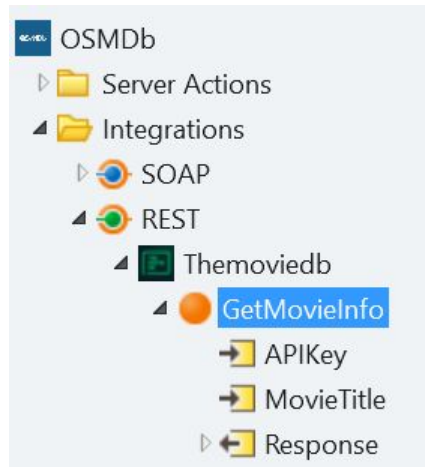 OSMDb
Server Actions
Integrations
SOAP
REST
Themoviedb
GetMovieInfo
APIKey
MovieTitle
Response